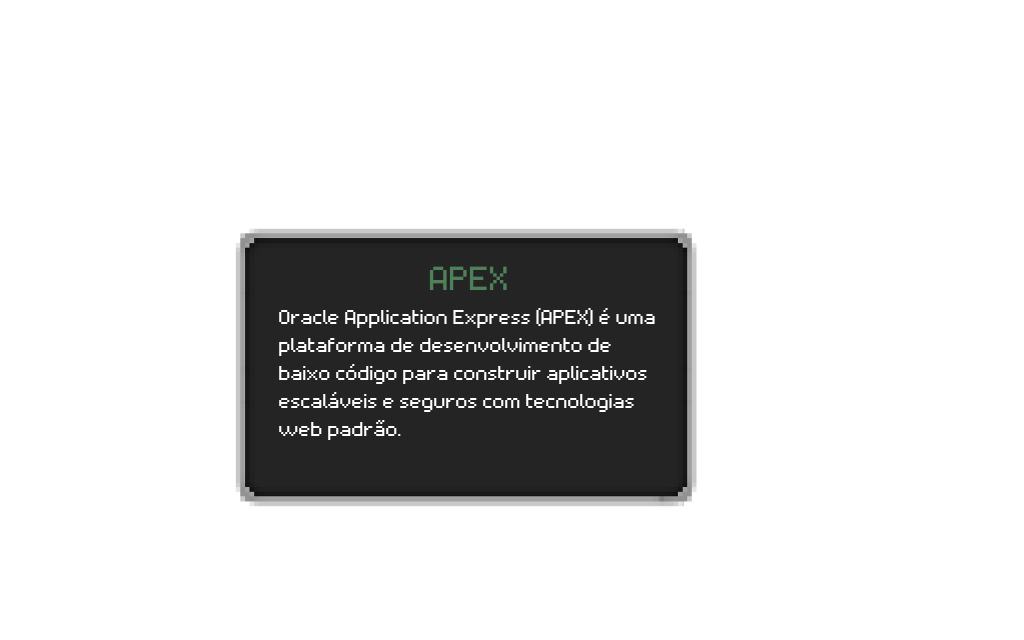 APEX
Oracle Application Express (APEX) é uma
plataforma de desenvolvimento de
baixo código para construir aplicativos
escaláveis e seguros com tecnologias
web padrão.